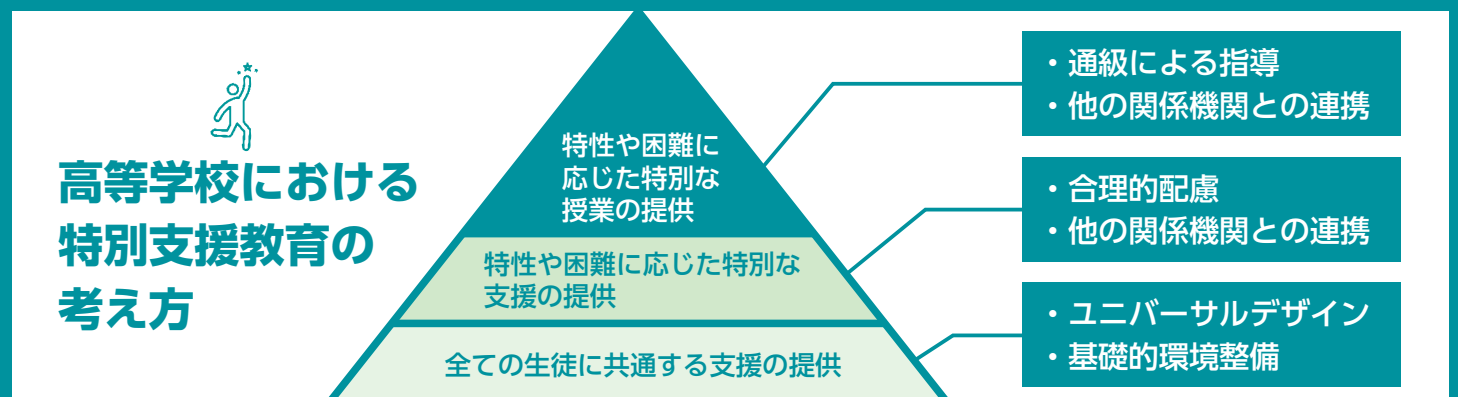 高等学校における
特別支援教育の
考え方
特性や困難に
応じた特別な
授業の提供
特性や困難に応じた特別な
支援の提供
全ての生徒に共通する支援の提供
・通級による指導
・他の関係機関との連携
・合理的配慮
・他の関係機関との連携
・ユニバーサルデザイン
・基礎的環境整備